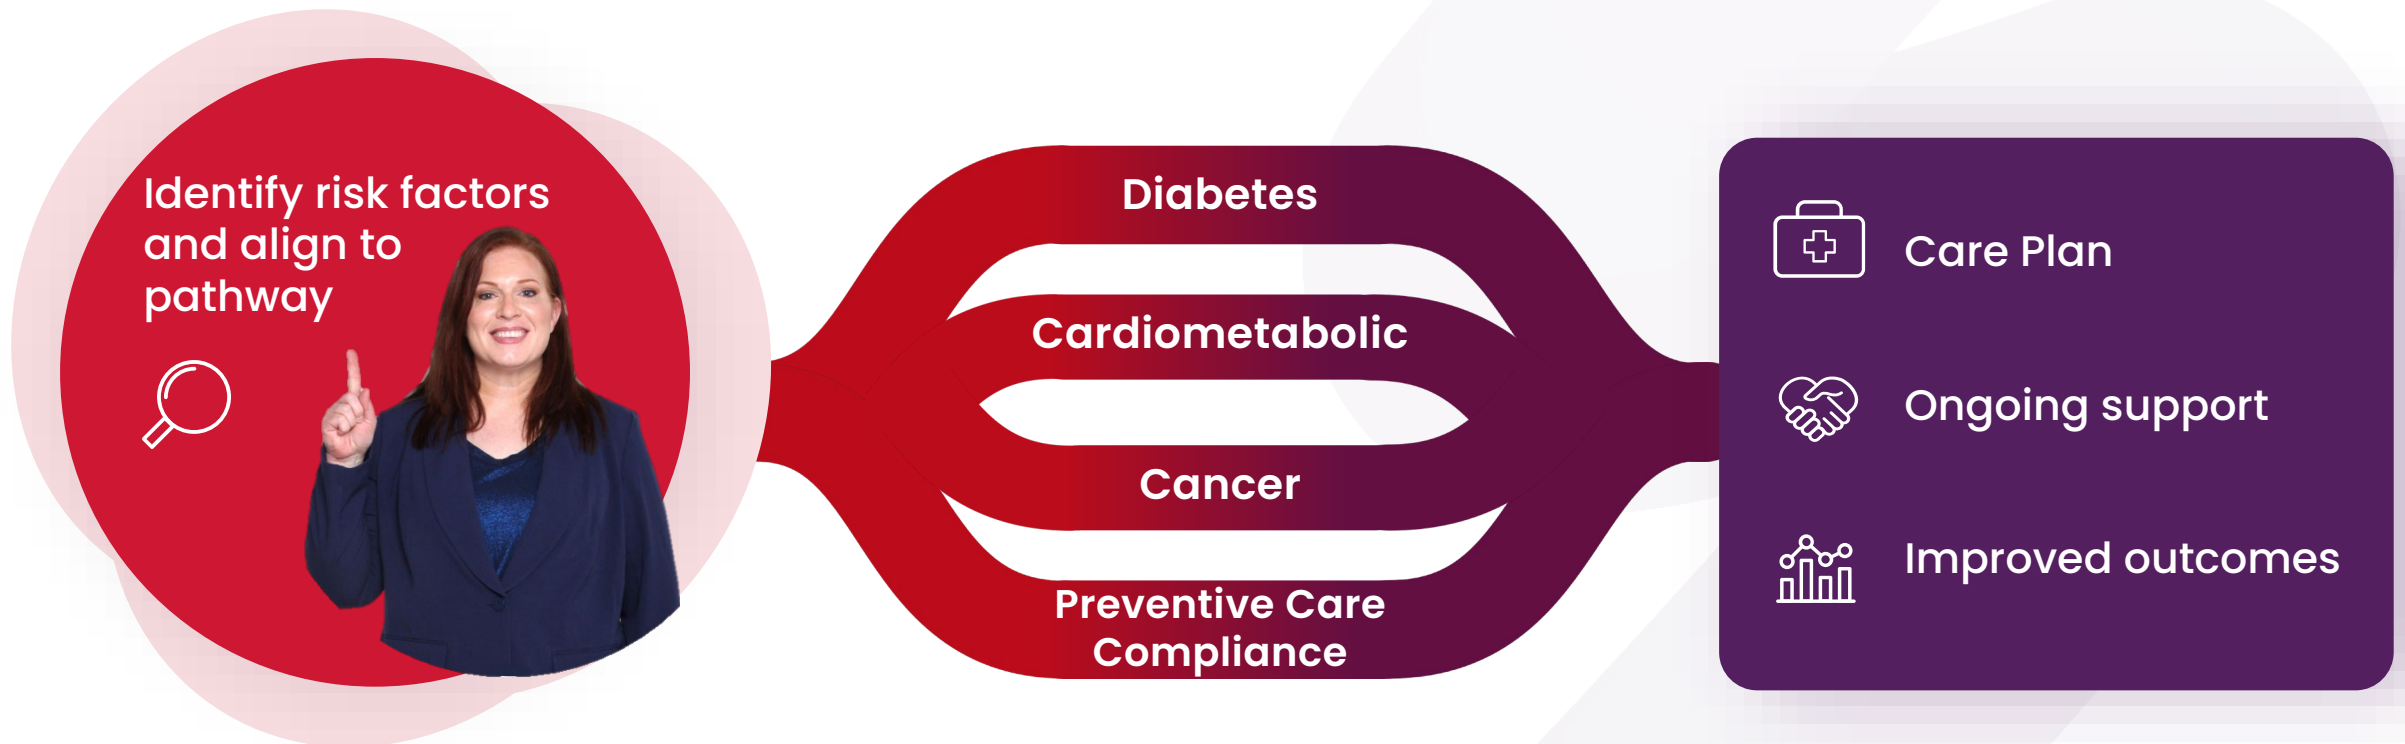 Identify risk factors
and align to
pathway
Diabetes
Cardiometabolic
Cancer
Preventive Care
Compliance
Care Plan
Ongoing support
Improved outcomes